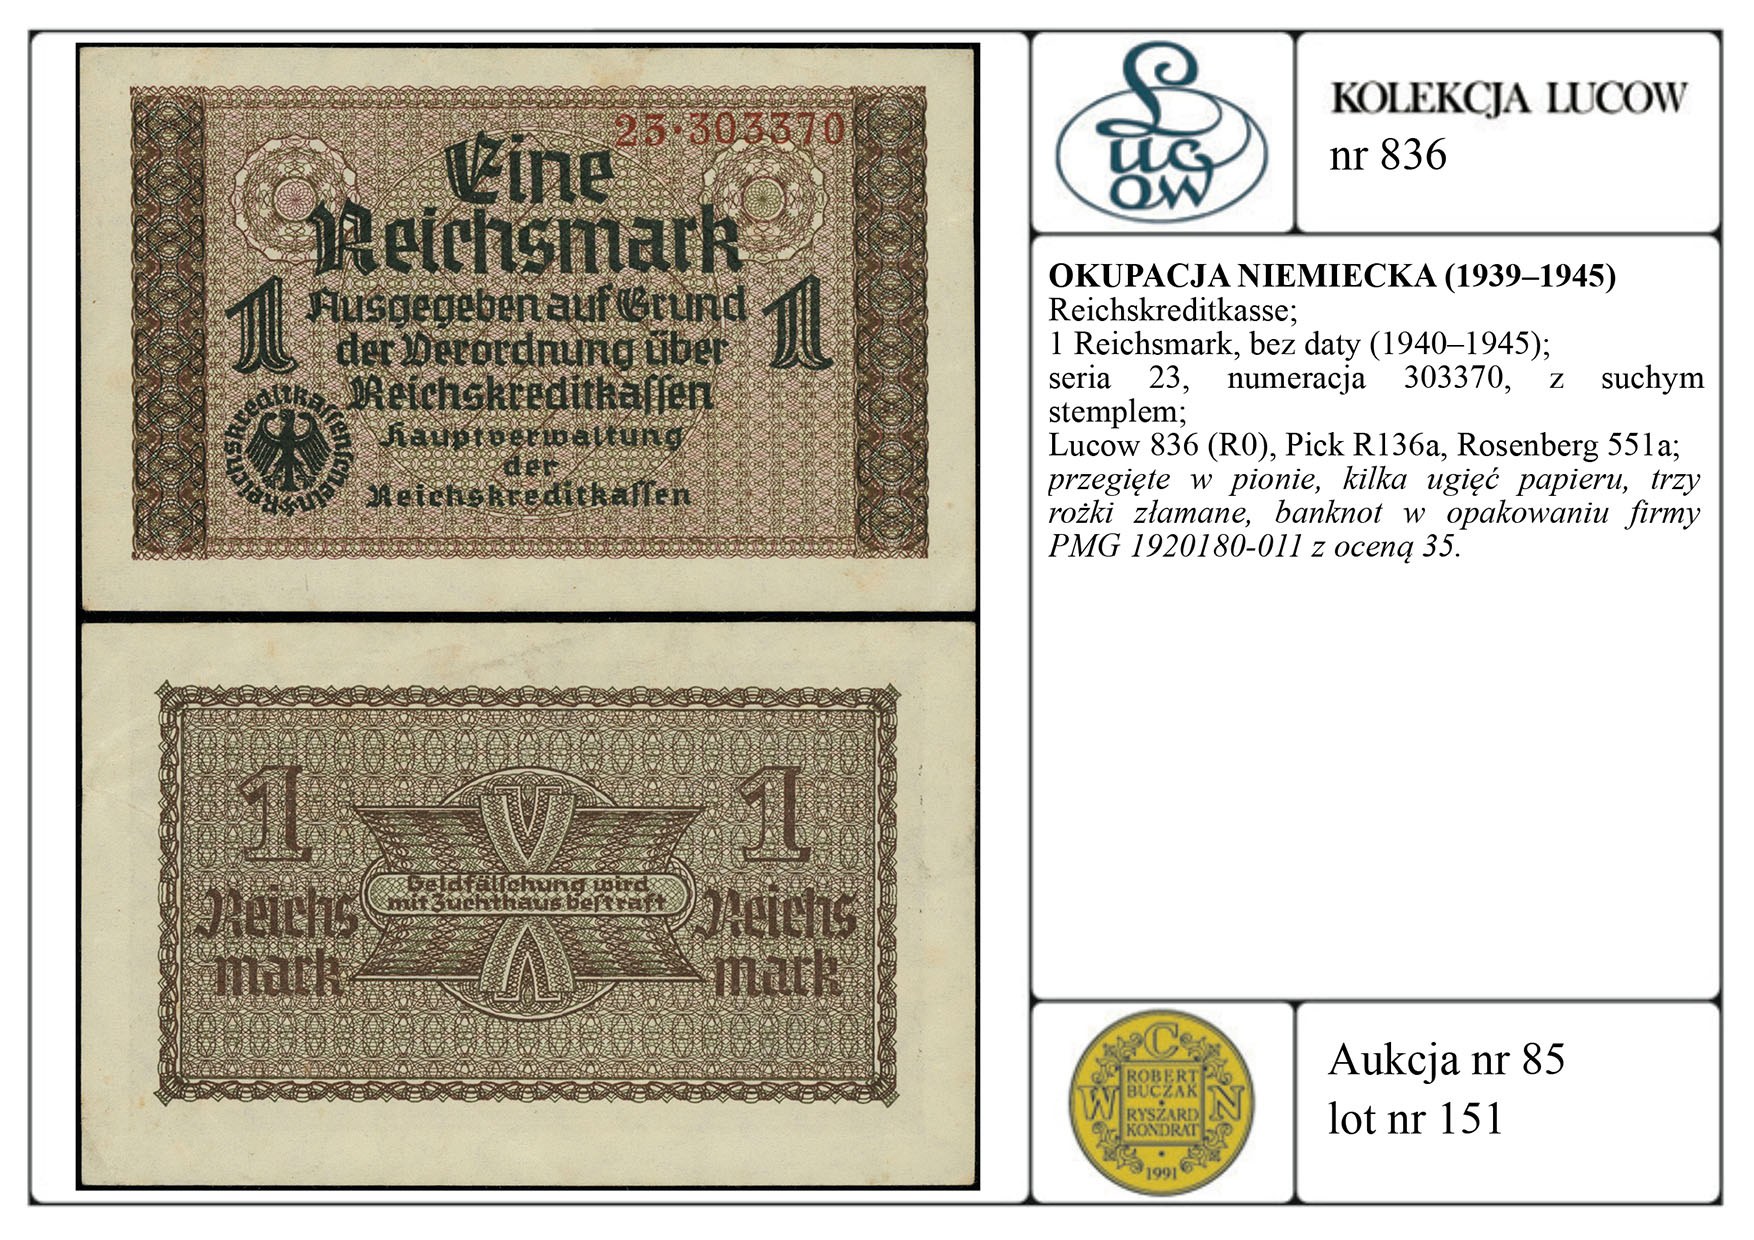 23·303370
Eine
Reichsmark
1 Ausgegeben auf Grund 1
der Verordnung über
Reichskreditkassen
Hauptverwaltung
der
Reichskreditkassen
Reichskreditkassenschein
1 1
Geldfälschung wird
mit Zuchthaus bestraft
Reichs
mark
Reichs
mark
Lucow
KOLEKCJA LUCOW
nr 836
OKUPACJA NIEMIECKA (1939–1945)
Reichskreditkasse;
1 Reichsmark, bez daty (1940–1945);
seria 23, numeracja 303370, z suchym
stemplem;
Lucow 836 (R0), Pick R136a, Rosenberg 551a;
przegięte w pionie, kilka ugięć papieru, trzy
rożki złamane, banknot w opakowaniu firmy
PMG 1920180-011 z oceną 35.
W C N
ROBERT
BUCZAK
•
RYSZARD
KONDRAT
•
1991
Aukcja nr 85
lot nr 151